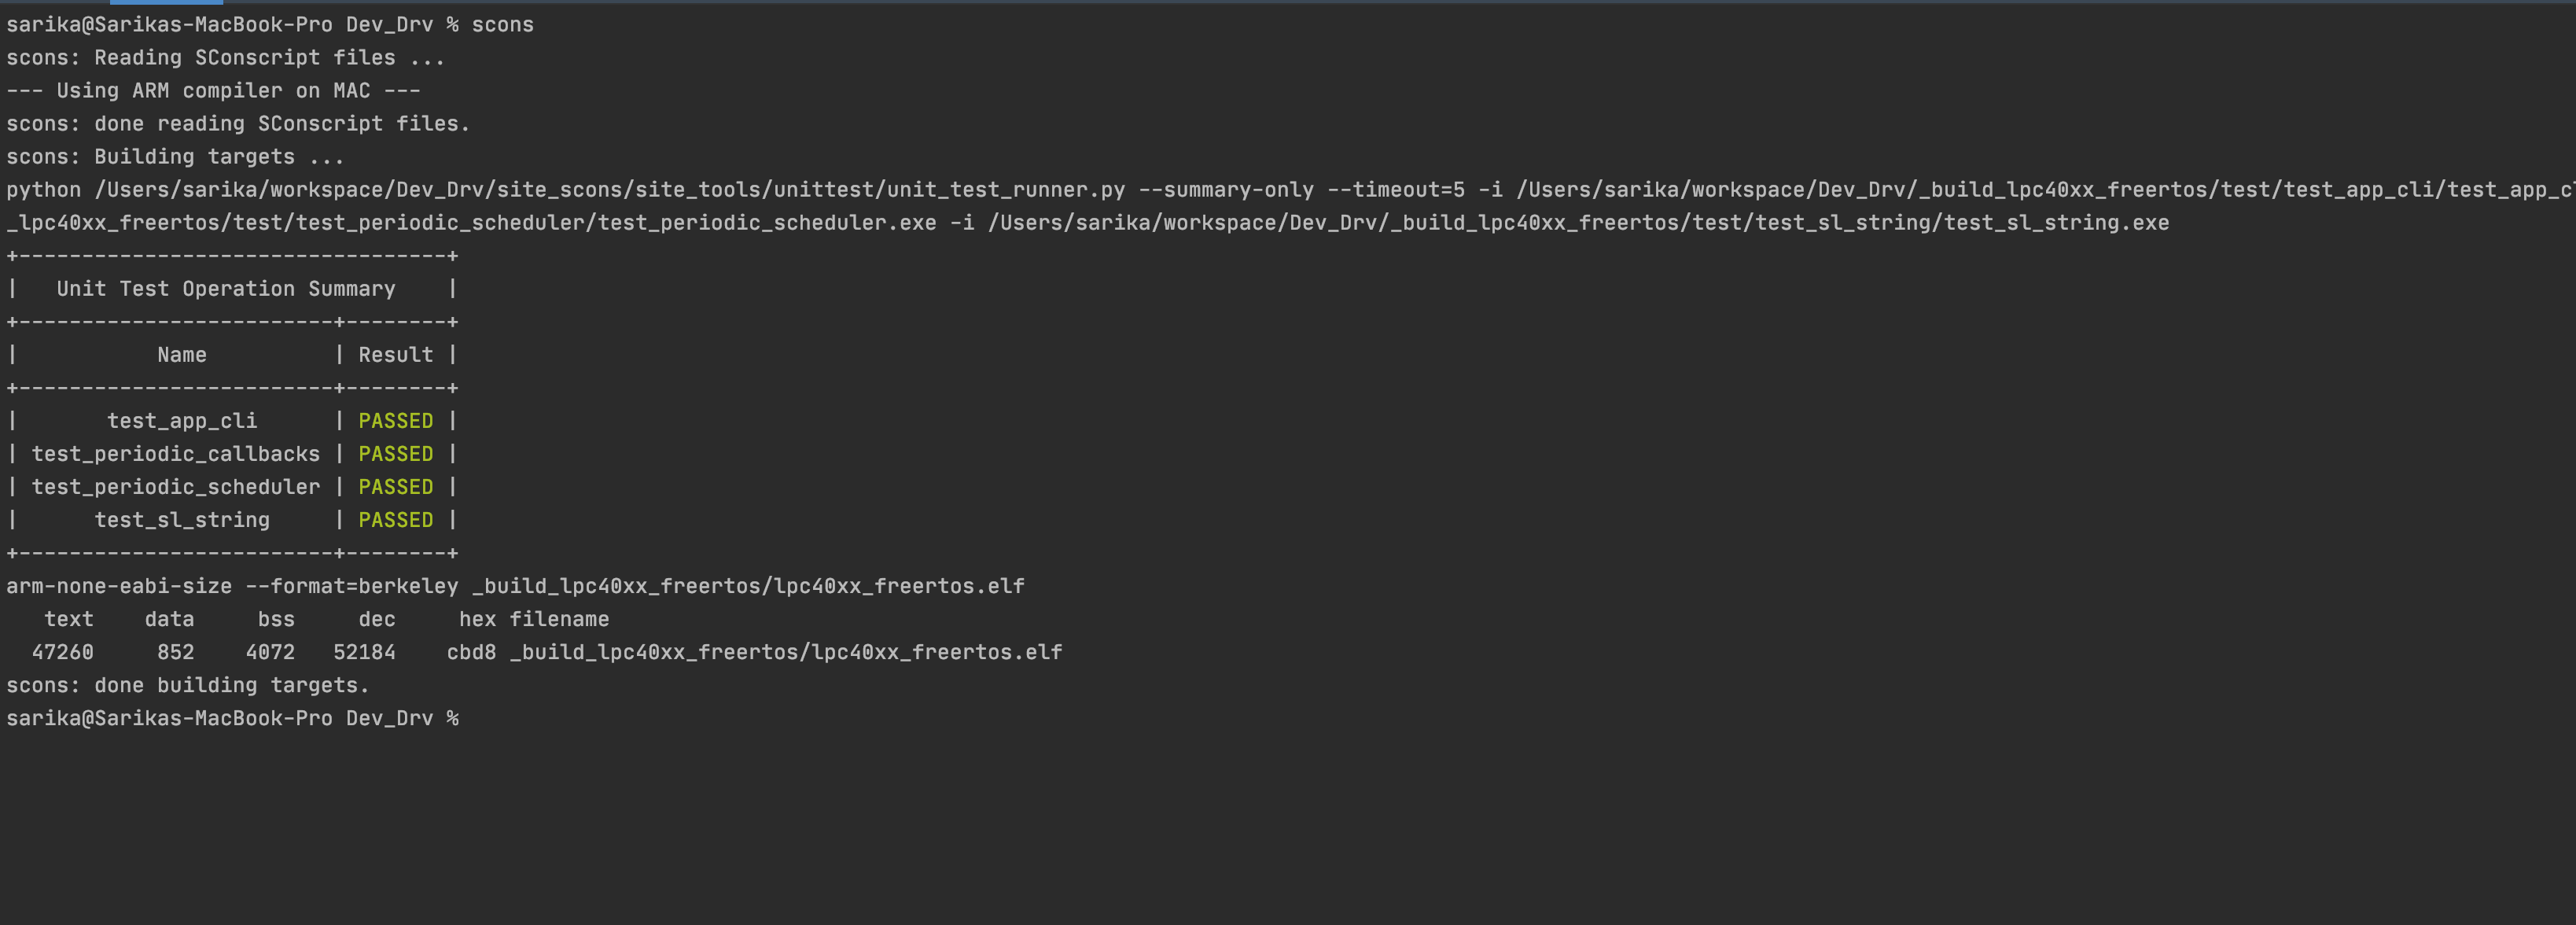 sarika@Sarikas-MacBook-Pro Dev_Drv % scons
scons: Reading SConscript files ...
--- Using ARM compiler on MAC ---
scons: done reading SConscript files.
scons: Building targets ...
python /Users/sarika/workspace/Dev_Drv/site_scons/site_tools/unittest/unit_test_runner.py --summary-only --timeout=5 -i /Users/sarika/workspace/Dev_Drv/_build_lpc40xx_freertos/test/test_app_cli/test_app_c
_lpc40xx_freertos/test/test_periodic_scheduler/test_periodic_scheduler.exe -i /Users/sarika/workspace/Dev_Drv/_build_lpc40xx_freertos/test/test_sl_string/test_sl_string.exe
+----------------------------------+
|   Unit Test Operation Summary    |
+-------------------------+--------+
|           Name          | Result |
+-------------------------+--------+
|       test_app_cli      | PASSED |
| test_periodic_callbacks | PASSED |
| test_periodic_scheduler | PASSED |
|      test_sl_string     | PASSED |
+-------------------------+--------+
arm-none-eabi-size --format=berkeley _build_lpc40xx_freertos/lpc40xx_freertos.elf
   text    data     bss     dec     hex filename
  47260     852    4072   52184    cbd8 _build_lpc40xx_freertos/lpc40xx_freertos.elf
scons: done building targets.
sarika@Sarikas-MacBook-Pro Dev_Drv %